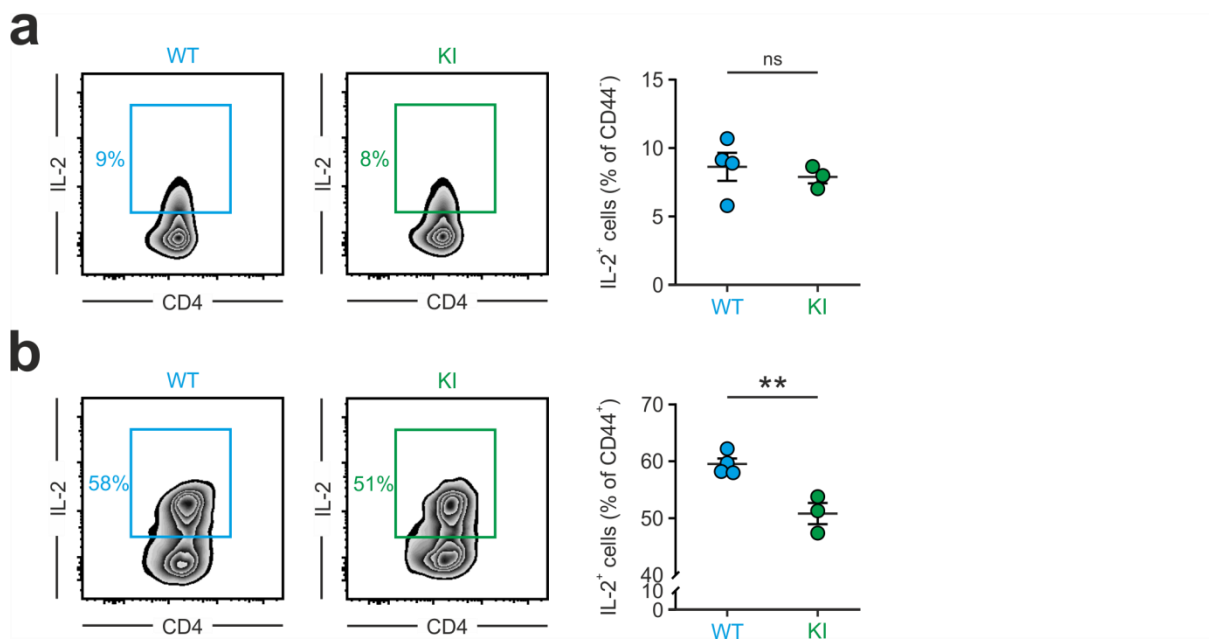 a
WT
KI
IL-2
9%
CD4
IL-2
8%
CD4
ns
IL-2⁺ cells (% of CD44⁻)
15
10
5
0
WT
KI
b
WT
KI
IL-2
58%
CD4
IL-2
51%
CD4
**
IL-2⁺ cells (% of CD44⁺)
70
60
50
40
10
0
WT
KI